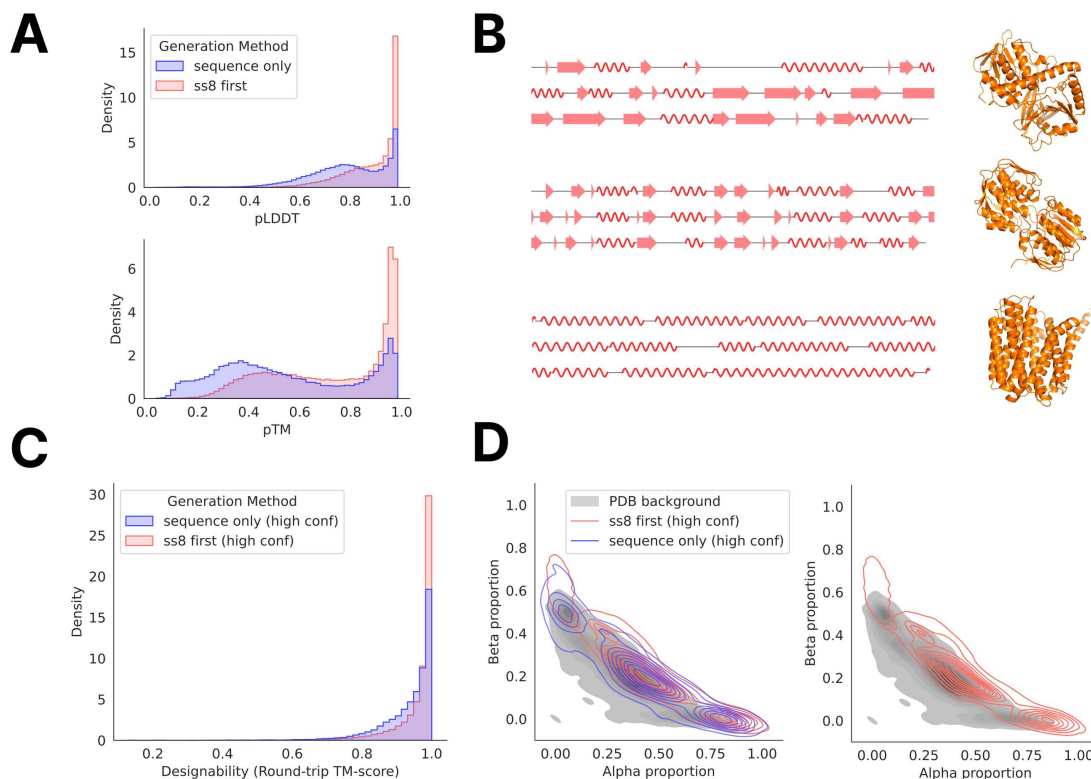 A
Generation Method
sequence only
ss8 first
Density
15
10
5
0
0.0 0.2 0.4 0.6 0.8 1.0
pLDDT
Density
6
4
2
0
0.0 0.2 0.4 0.6 0.8 1.0
pTM
B
C
Generation Method
sequence only (high conf)
ss8 first (high conf)
Density
30
25
20
15
10
5
0
0.2 0.4 0.6 0.8 1.0
Designability (Round-trip TM-score)
D
PDB background
ss8 first (high conf)
sequence only (high conf)
Beta proportion
1.0
0.8
0.6
0.4
0.2
0.0
0.00 0.25 0.50 0.75 1.00
Alpha proportion
Beta proportion
1.0
0.8
0.6
0.4
0.2
0.0
0.00 0.25 0.50 0.75 1.00
Alpha proportion